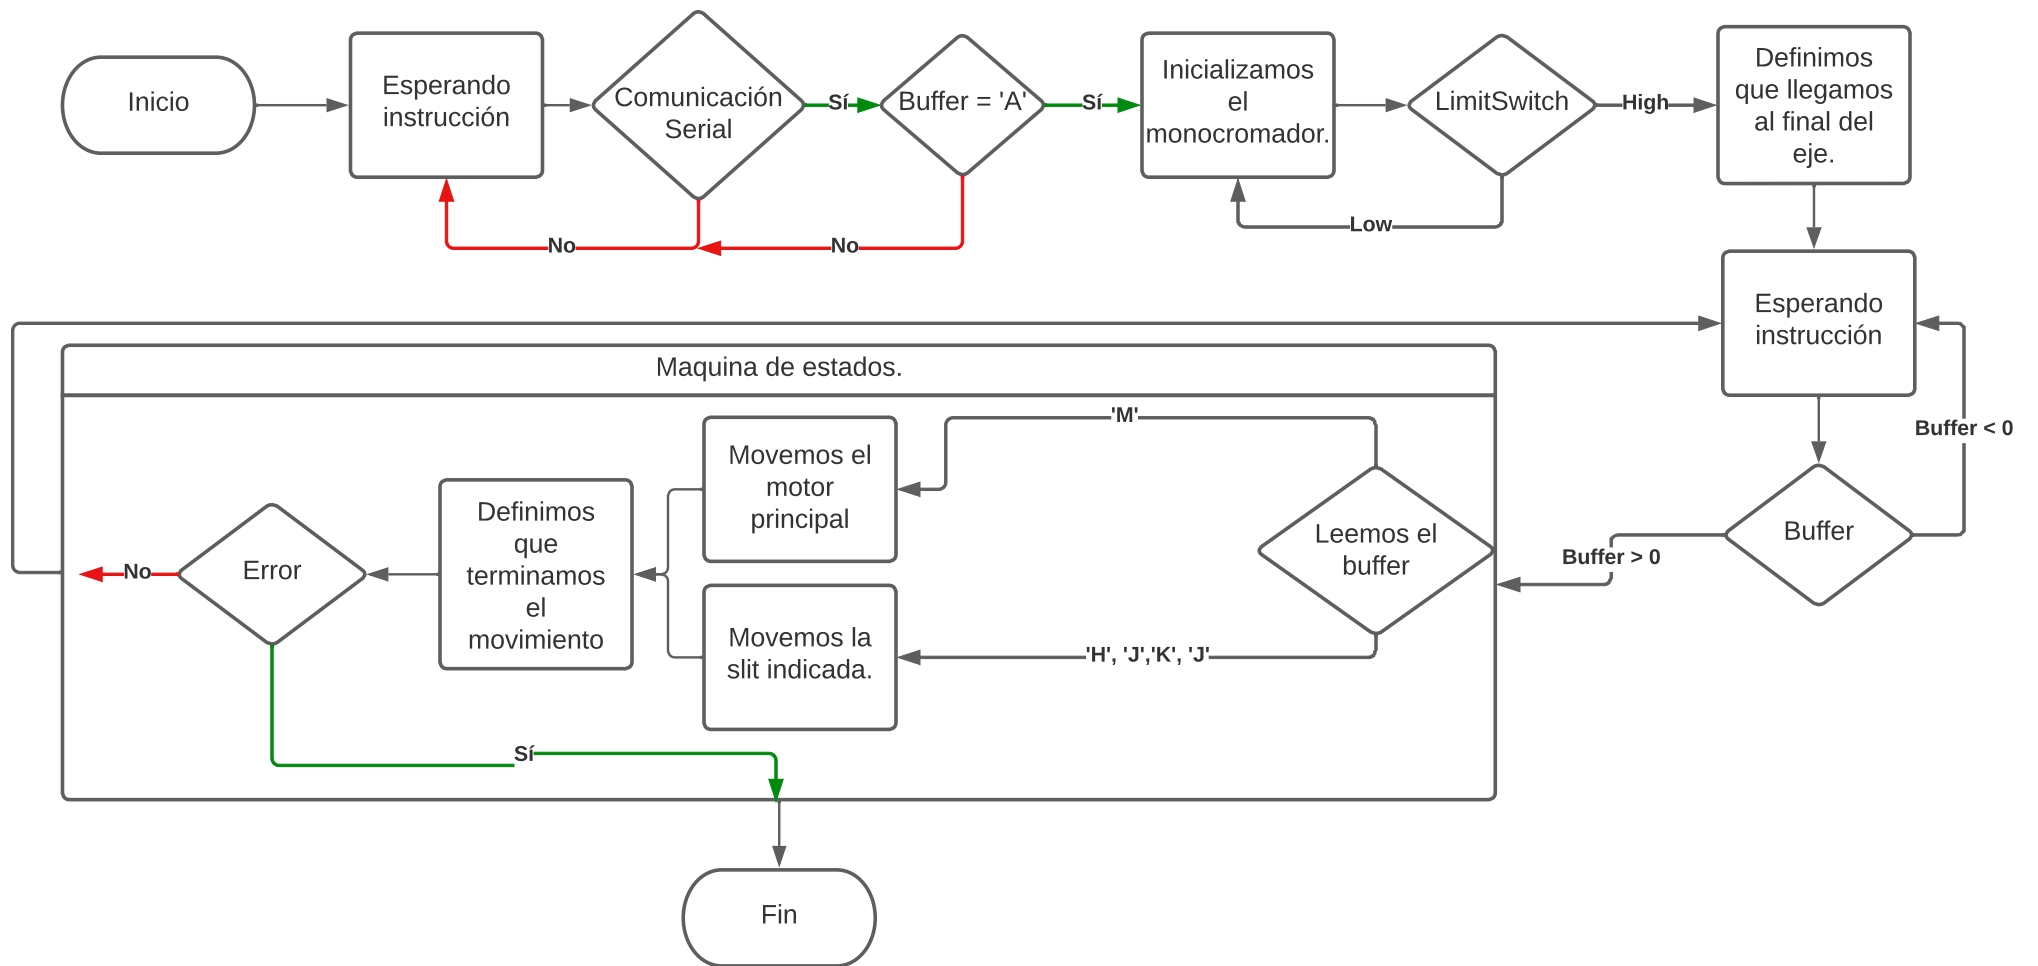 Inicio
Esperando
instrucción
Comunicación
Serial
Sí
Buffer = 'A'
Sí
Inicializamos
el
monocromador.
LimitSwitch
High
Definimos
que llegamos
al final del
eje.
No
No
Low
Esperando
instrucción
Buffer < 0
Buffer
Buffer > 0
Maquina de estados.
'M'
Leemos el
buffer
'H', 'J','K', 'J'
Movemos el
motor
principal
Movemos la
slit indicada.
Definimos
que
terminamos
el
movimiento
Error
No
Sí
Fin